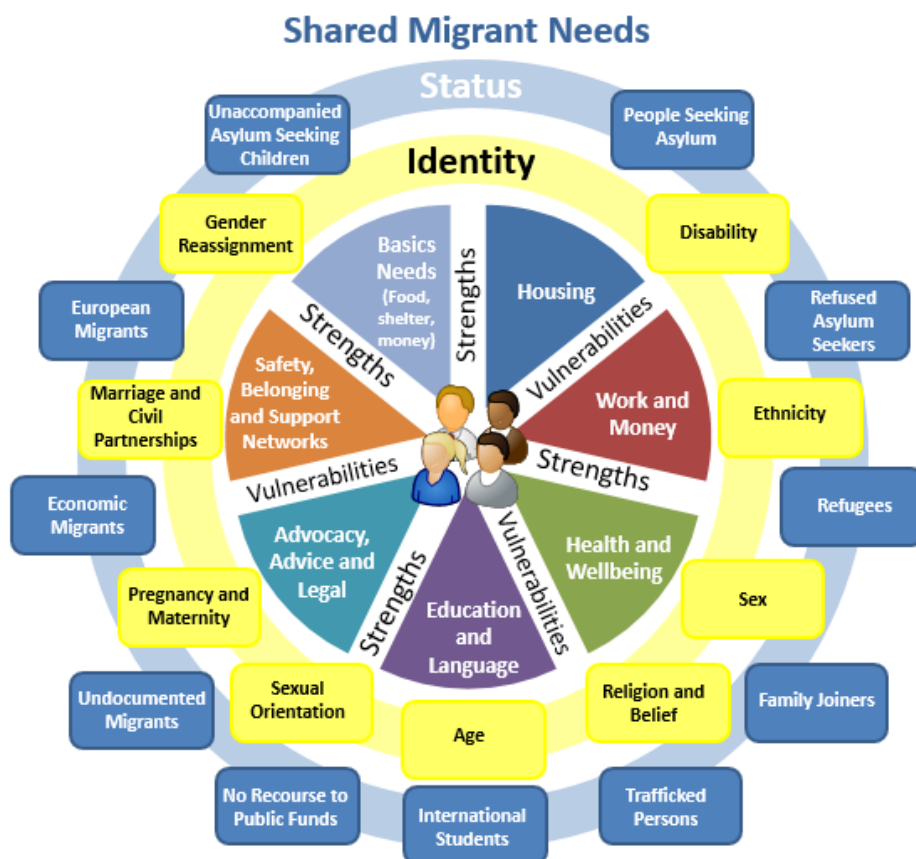 Shared Migrant Needs
Status
Unaccompanied
Asylum Seeking
Children
People Seeking
Asylum
Identity
Gender
Reassignment
Disability
Basics
Needs
(Food,
shelter,
money)
Strengths
Housing
European
Migrants
Strengths
Vulnerabilities
Refused
Asylum
Seekers
Safety,
Belonging
and Support
Networks
Work and
Money
Marriage and
Civil
Partnerships
Ethnicity
Vulnerabilities
Strengths
Economic
Migrants
Refugees
Advocacy,
Advice and
Legal
Strengths
Education
and
Language
Vulnerabilities
Health and
Wellbeing
Pregnancy and
Maternity
Sex
Undocumented
Migrants
Sexual
Orientation
Age
Religion and
Belief
Family Joiners
No Recourse to
Public Funds
International
Students
Trafficked
Persons